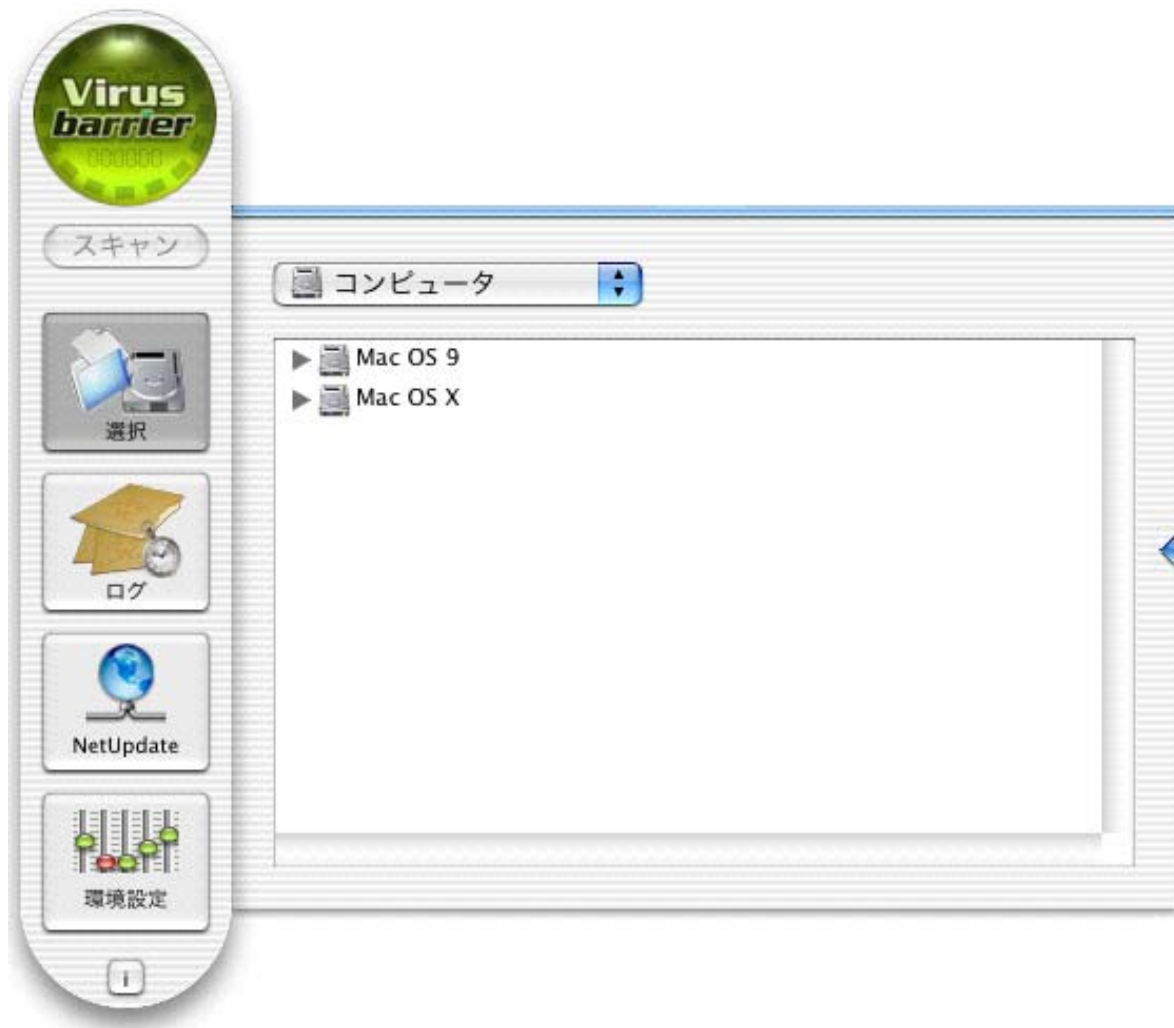 Virus
barrier
スキャン
コンピュータ
Mac OS 9
Mac OS X
選択
ログ
NetUpdate
環境設定
i